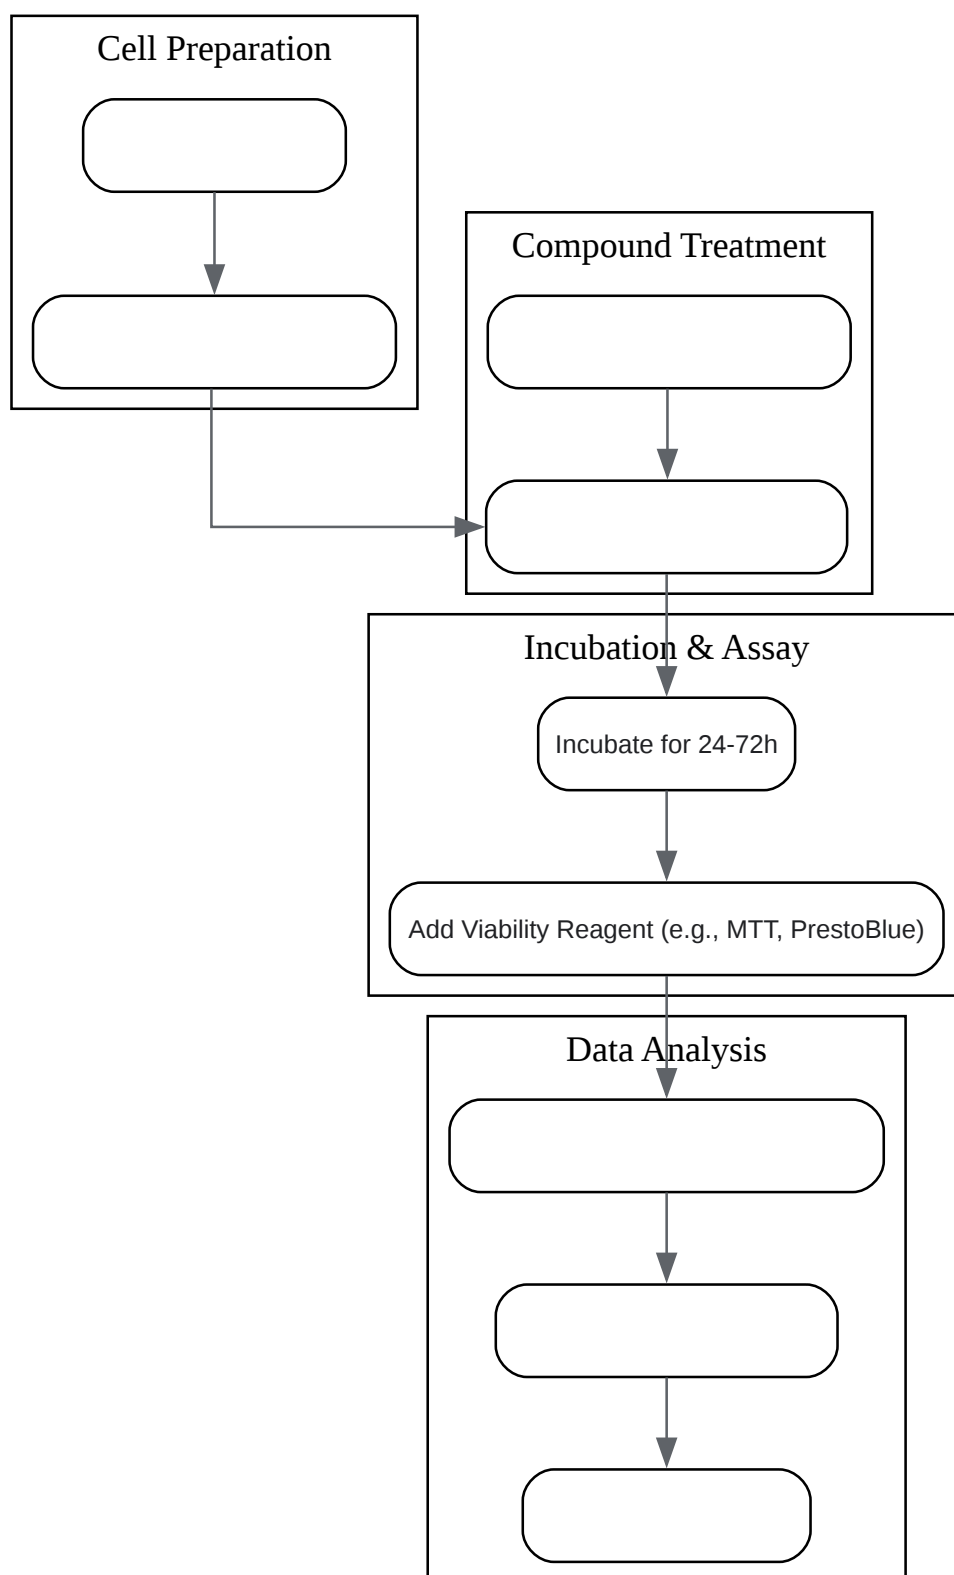 Cell Preparation
Compound Treatment
Incubation & Assay
Incubate for 24-72h
Add Viability Reagent (e.g., MTT, PrestoBlue)
Data Analysis